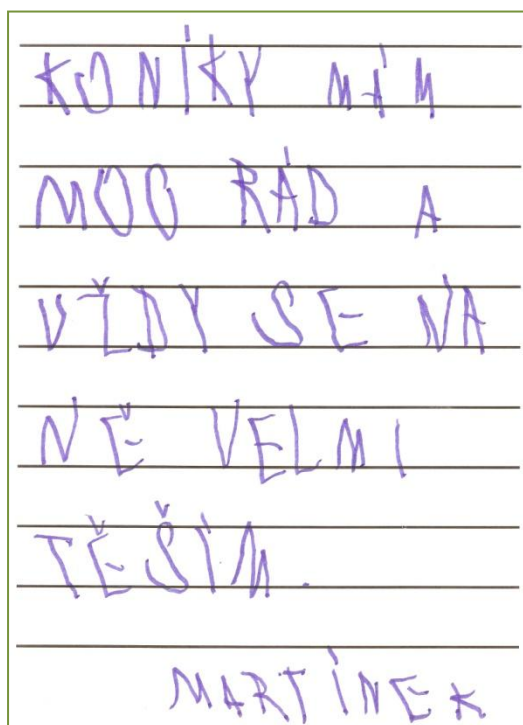 KONÍKY MÁM
MOC RÁD A
VŽDY SE NA
NĚ VELMI
TĚŠÍM.
MARTÍNEK